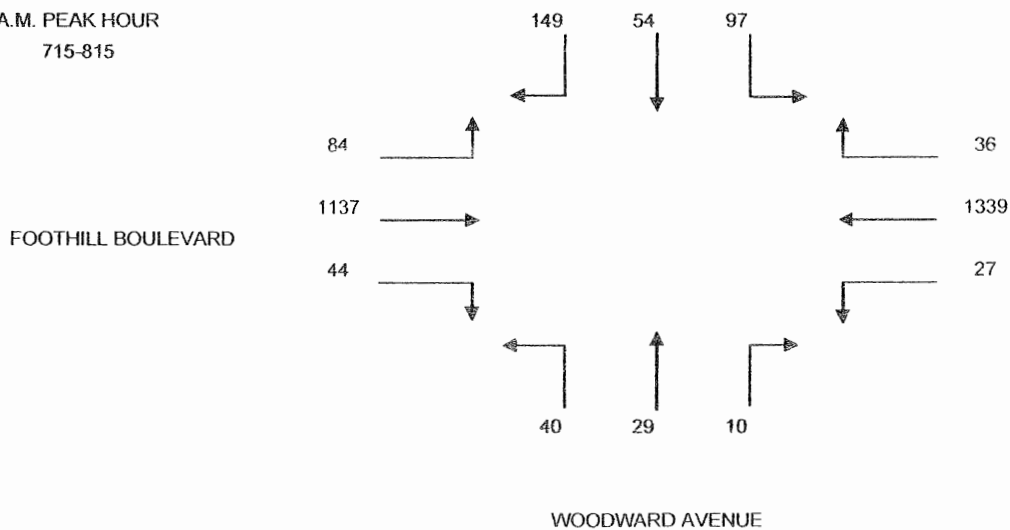 A.M. PEAK HOUR
715-815
149 54 97
84 36
1137 1339
FOOTHILL BOULEVARD
44 27
40 29 10
WOODWARD AVENUE